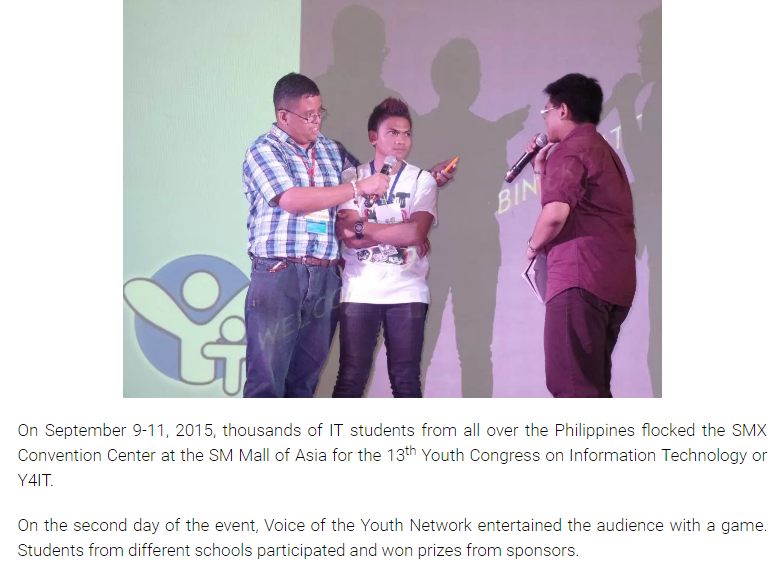 WELCO
BIN
On September 9-11, 2015, thousands of IT students from all over the Philippines flocked the SMX
Convention Center at the SM Mall of Asia for the 13th Youth Congress on Information Technology or
Y4IT.
On the second day of the event, Voice of the Youth Network entertained the audience with a game.
Students from different schools participated and won prizes from sponsors.